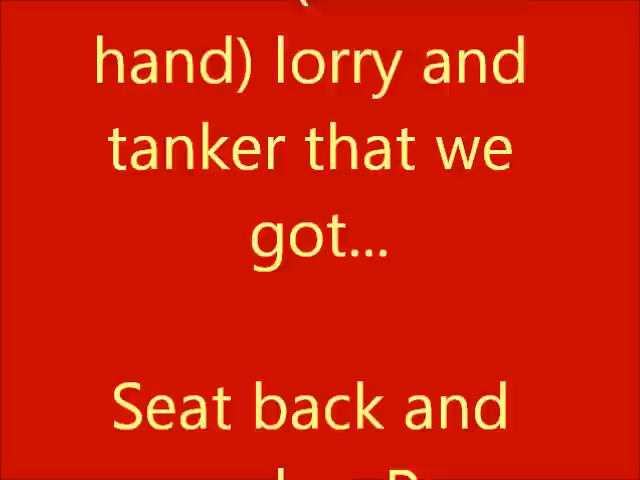 hand) lorry and
tanker that we
got...
Seat back and